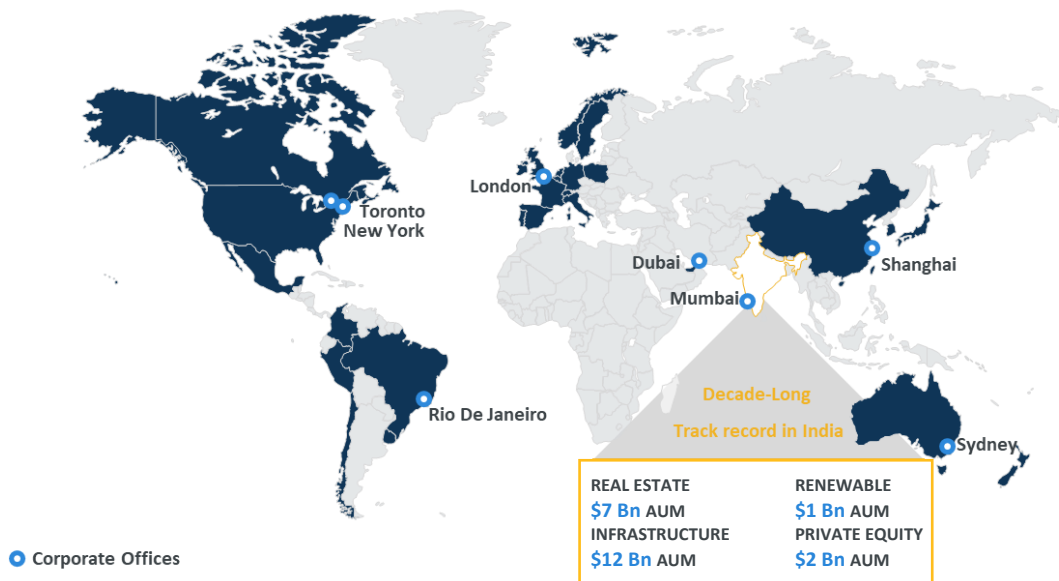 London
Toronto
New York
Dubai
Shanghai
Mumbai
Rio De Janeiro
Sydney
Decade-Long
Track record in India
REAL ESTATE
$7 Bn AUM
RENEWABLE
$1 Bn AUM
INFRASTRUCTURE
$12 Bn AUM
PRIVATE EQUITY
$2 Bn AUM
Corporate Offices